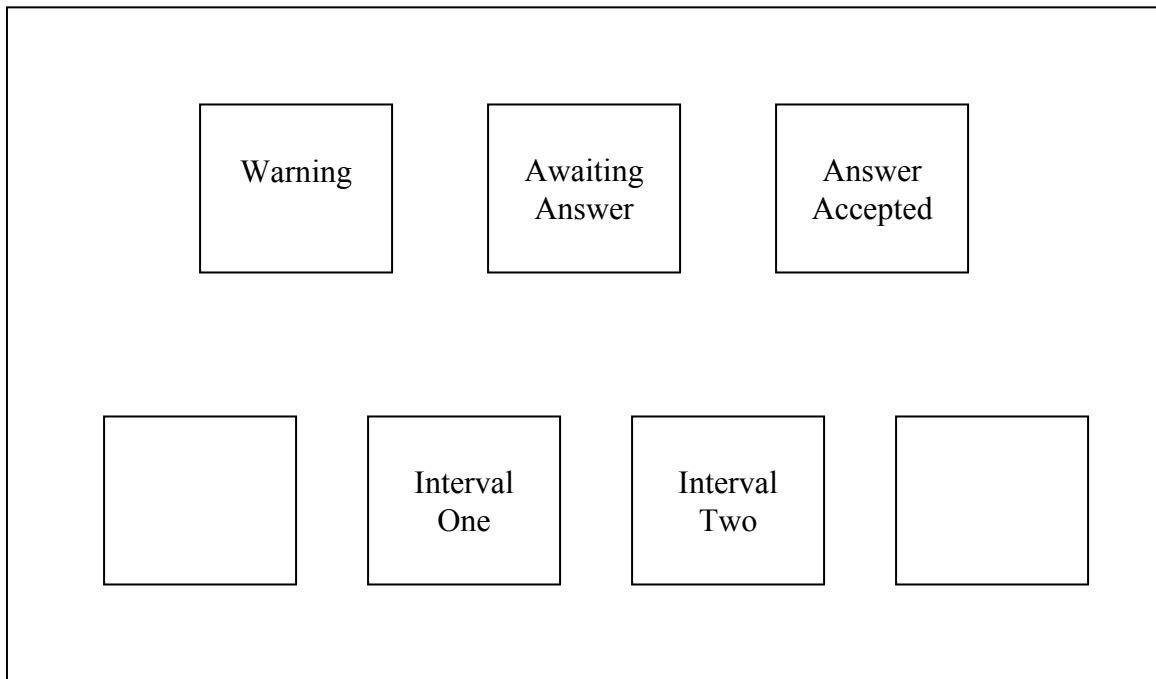 Warning
Awaiting
Answer
Answer
Accepted
Interval
One
Interval
Two